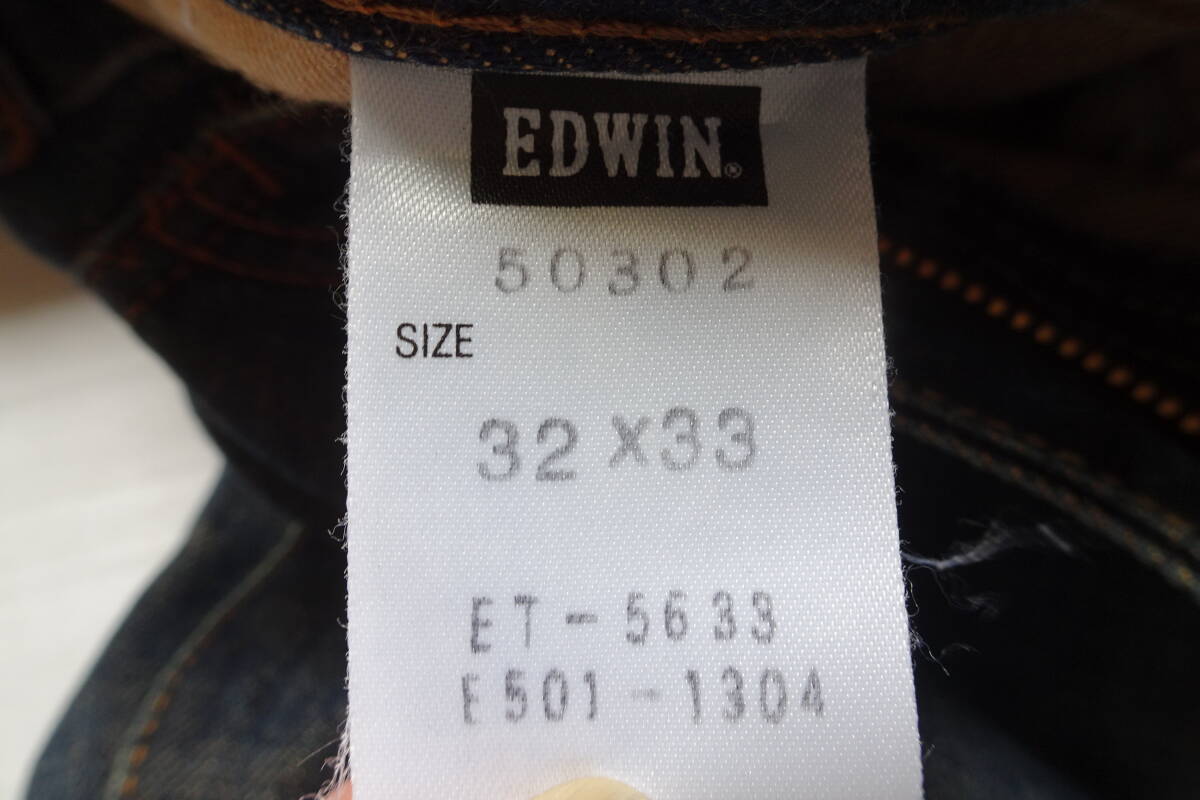 EDWIN®
50302
SIZE
32 X 33
ET-5633
E501-1304